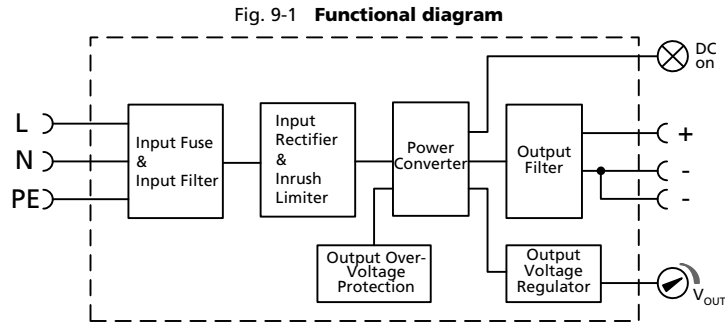 Fig. 9-1 Functional diagram
DC
on
L
N
PE
Input Fuse
&
Input Filter
Input
Rectifier
&
Inrush
Limiter
Power
Converter
Output
Filter
+
-
-
Output Over-
Voltage
Protection
Output
Voltage
Regulator
VOUT